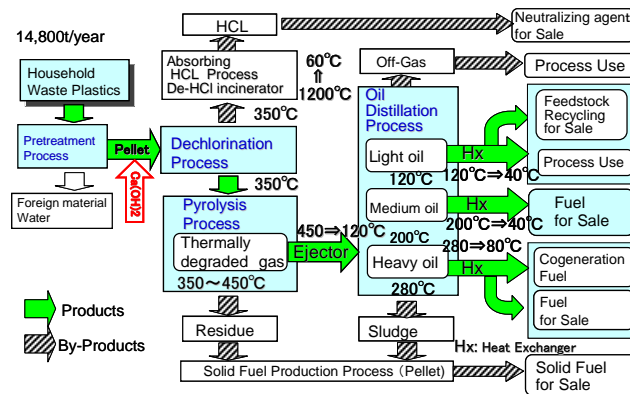 14,800t/year
HCL
Neutralizing agent
for Sale
Absorbing
HCL Process
De-HCl incinerator
60℃
⇑
1200℃
Off-Gas
Process Use
Household
Waste Plastics
350℃
Oil
Distillation
Process
Feedstock
Recycling
for Sale
Pretreatment
Process
Pellet
Ca(OH)2
Dechlorination
Process
Light oil
Hx
Process Use
120℃
120℃⇒40℃
Foreign material
Water
350℃
Pyrolysis
Process
450⇒120℃
Medium oil
Hx
Fuel
for Sale
200℃
200℃⇒40℃
Thermally
degraded gas
Ejector
280⇒80℃
Heavy oil
Hx
Cogeneration
Fuel
350～450℃
280℃
Fuel
for Sale
Products
By-Products
Residue
Sludge
Hx: Heat Exchanger
Solid Fuel Production Process (Pellet)
Solid Fuel
for Sale